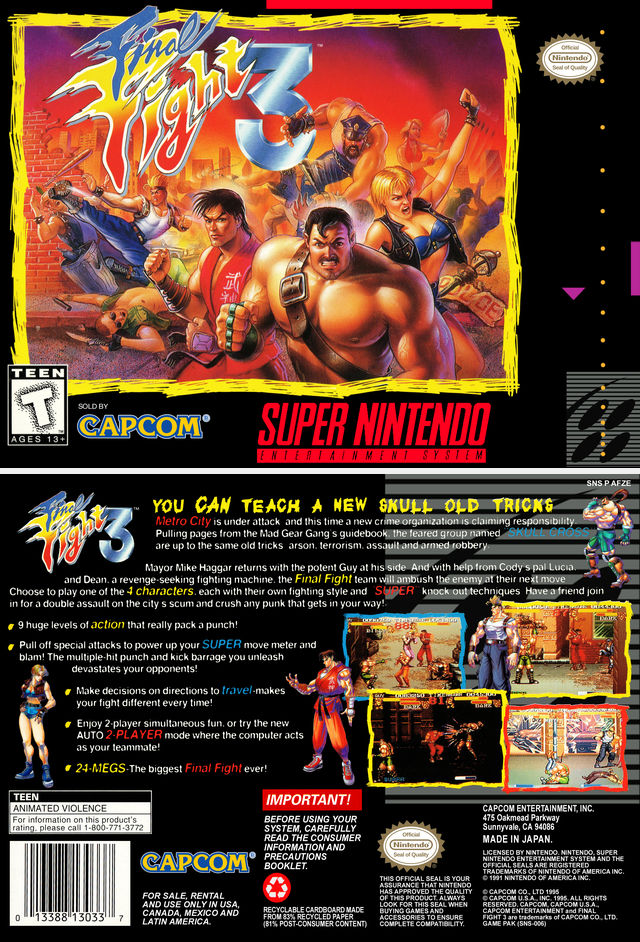 Final
Fight 3
TM
Official
Nintendo®
Seal of Quality
武
神
TEEN
T
AGES 13+
SOLD BY
CAPCOM®
SUPER NINTENDO
ENTERTAINMENT SYSTEM
SNS P AFZE
Final
Fight 3
TM
YOU CAN TEACH A NEW SKULL OLD TRICKS
Metro City is under attack and this time a new crime organization is claiming responsibility.
Pulling pages from the Mad Gear Gang's guidebook, the feared group named SKULL CROSS
are up to the same old tricks arson, terrorism, assault and armed robbery.
Mayor Mike Haggar returns with the potent Guy at his side. And with help from Cody's pal Lucia,
and Dean, a revenge-seeking fighting machine, the Final Fight team will ambush the enemy at their next move
Choose to play one of the 4 characters, each with their own fighting style and SUPER knock out techniques Have a friend join
in for a double assault on the city's scum and crush any punk that gets in your way!
9 huge levels of action that really pack a punch!
Pull off special attacks to power up your SUPER move meter and
blam! The multiple-hit punch and kick barrage you unleash
devastates your opponents!
Make decisions on directions to travel-makes
your fight different every time!
Enjoy 2-player simultaneous fun, or try the new
AUTO 2-PLAYER mode where the computer acts
as your teammate!
24-MEGS-The biggest Final Fight ever!
DARK
DARK
SUPER
TEEN
ANIMATED VIOLENCE
For information on this product's
rating, please call 1-800-771-3772
0 13388 13033 7
CAPCOM®
FOR SALE, RENTAL
AND USE ONLY IN USA,
CANADA, MEXICO AND
LATIN AMERICA.
IMPORTANT!
BEFORE USING YOUR
SYSTEM, CAREFULLY
READ THE CONSUMER
INFORMATION AND
PRECAUTIONS
BOOKLET.
RECYCLABLE CARDBOARD MADE
FROM 83% RECYCLED PAPER
(81% POST-CONSUMER CONTENT)
Official
Nintendo®
Seal of Quality
THIS OFFICIAL SEAL IS YOUR
ASSURANCE THAT NINTENDO
HAS APPROVED THE QUALITY
OF THIS PRODUCT. ALWAYS
LOOK FOR THIS SEAL WHEN
BUYING GAMES AND
ACCESSORIES TO ENSURE
COMPLETE COMPATIBILITY.
CAPCOM ENTERTAINMENT, INC.
475 Oakmead Parkway
Sunnyvale, CA 94086
MADE IN JAPAN.
LICENSED BY NINTENDO. NINTENDO, SUPER
NINTENDO ENTERTAINMENT SYSTEM AND THE
OFFICIAL SEALS ARE REGISTERED
TRADEMARKS OF NINTENDO OF AMERICA INC.
© 1991 NINTENDO OF AMERICA INC.
© CAPCOM CO., LTD 1995
© CAPCOM U.S.A., INC. 1995. ALL RIGHTS
RESERVED. CAPCOM, CAPCOM U.S.A.,
CAPCOM ENTERTAINMENT and FINAL
FIGHT 3 are trademarks of CAPCOM CO., LTD.
GAME PAK (SNS-006)